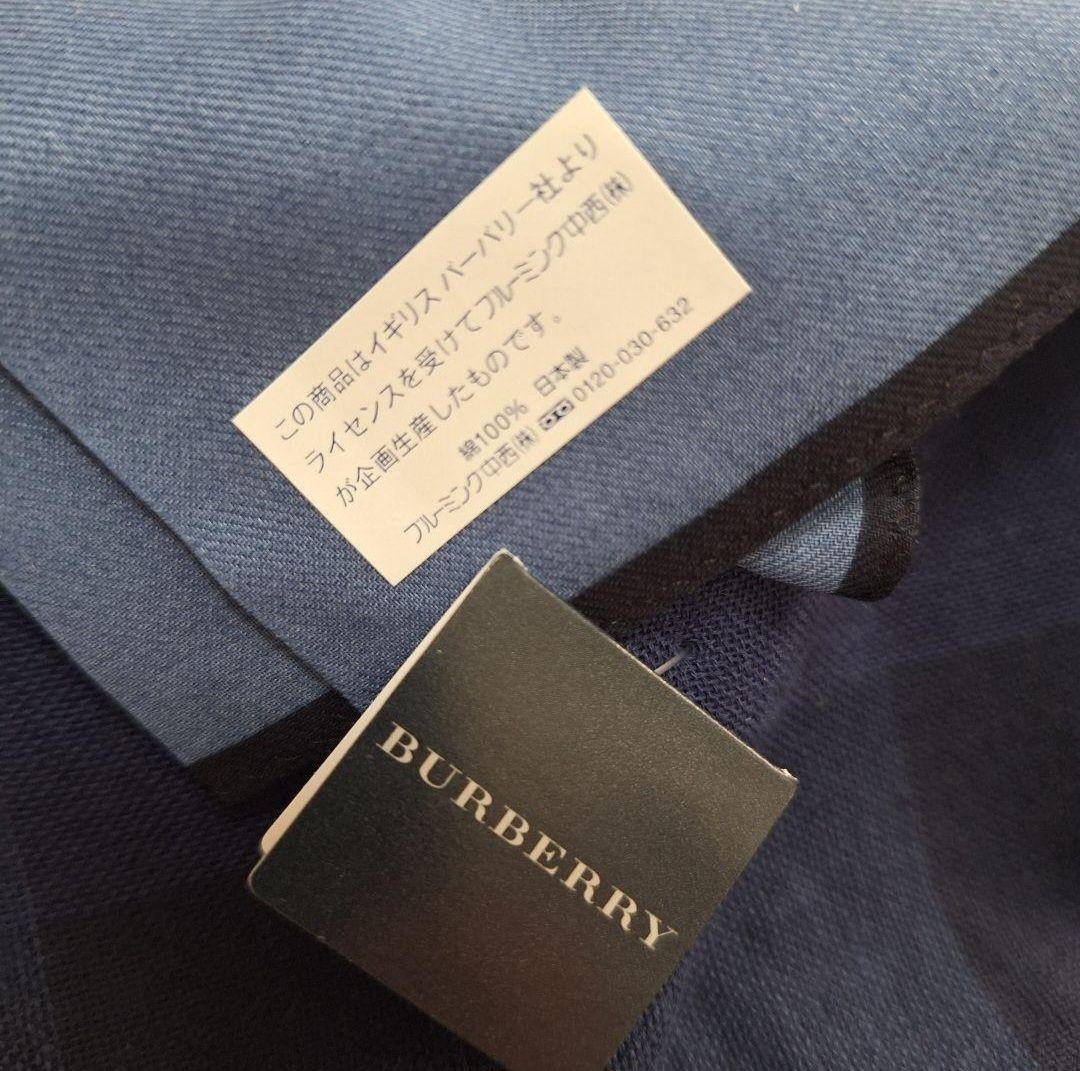 この商品はイギリス バーバリー社より
ライセンスを受けてフルーミング中西(株)
が企画生産したものです。
綿100% 日本製
フルーミング中西(株) 0120-030-632
BURBERRY